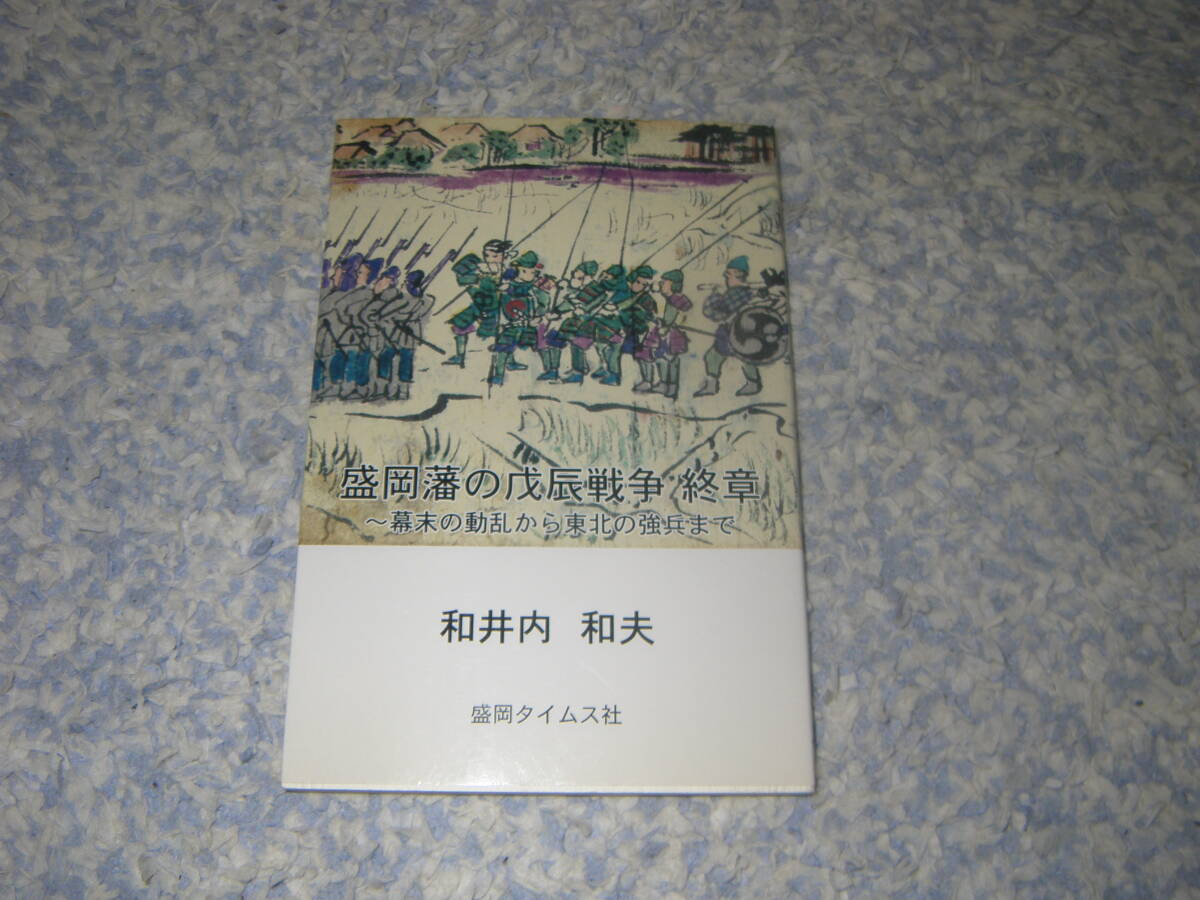 盛岡藩の戊辰戦争 終章
～幕末の動乱から東北の強兵まで
和井内 和夫
盛岡タイムス社